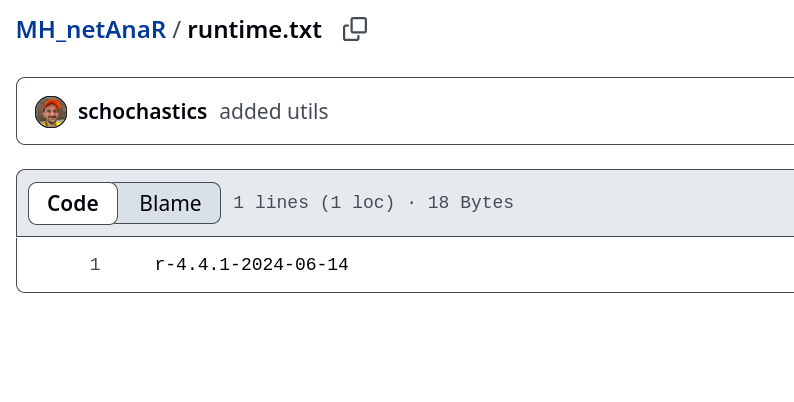 MH_netAnaR / runtime.txt
schochastics added utils
Code Blame 1 lines (1 loc) · 18 Bytes
1 r-4.4.1-2024-06-14